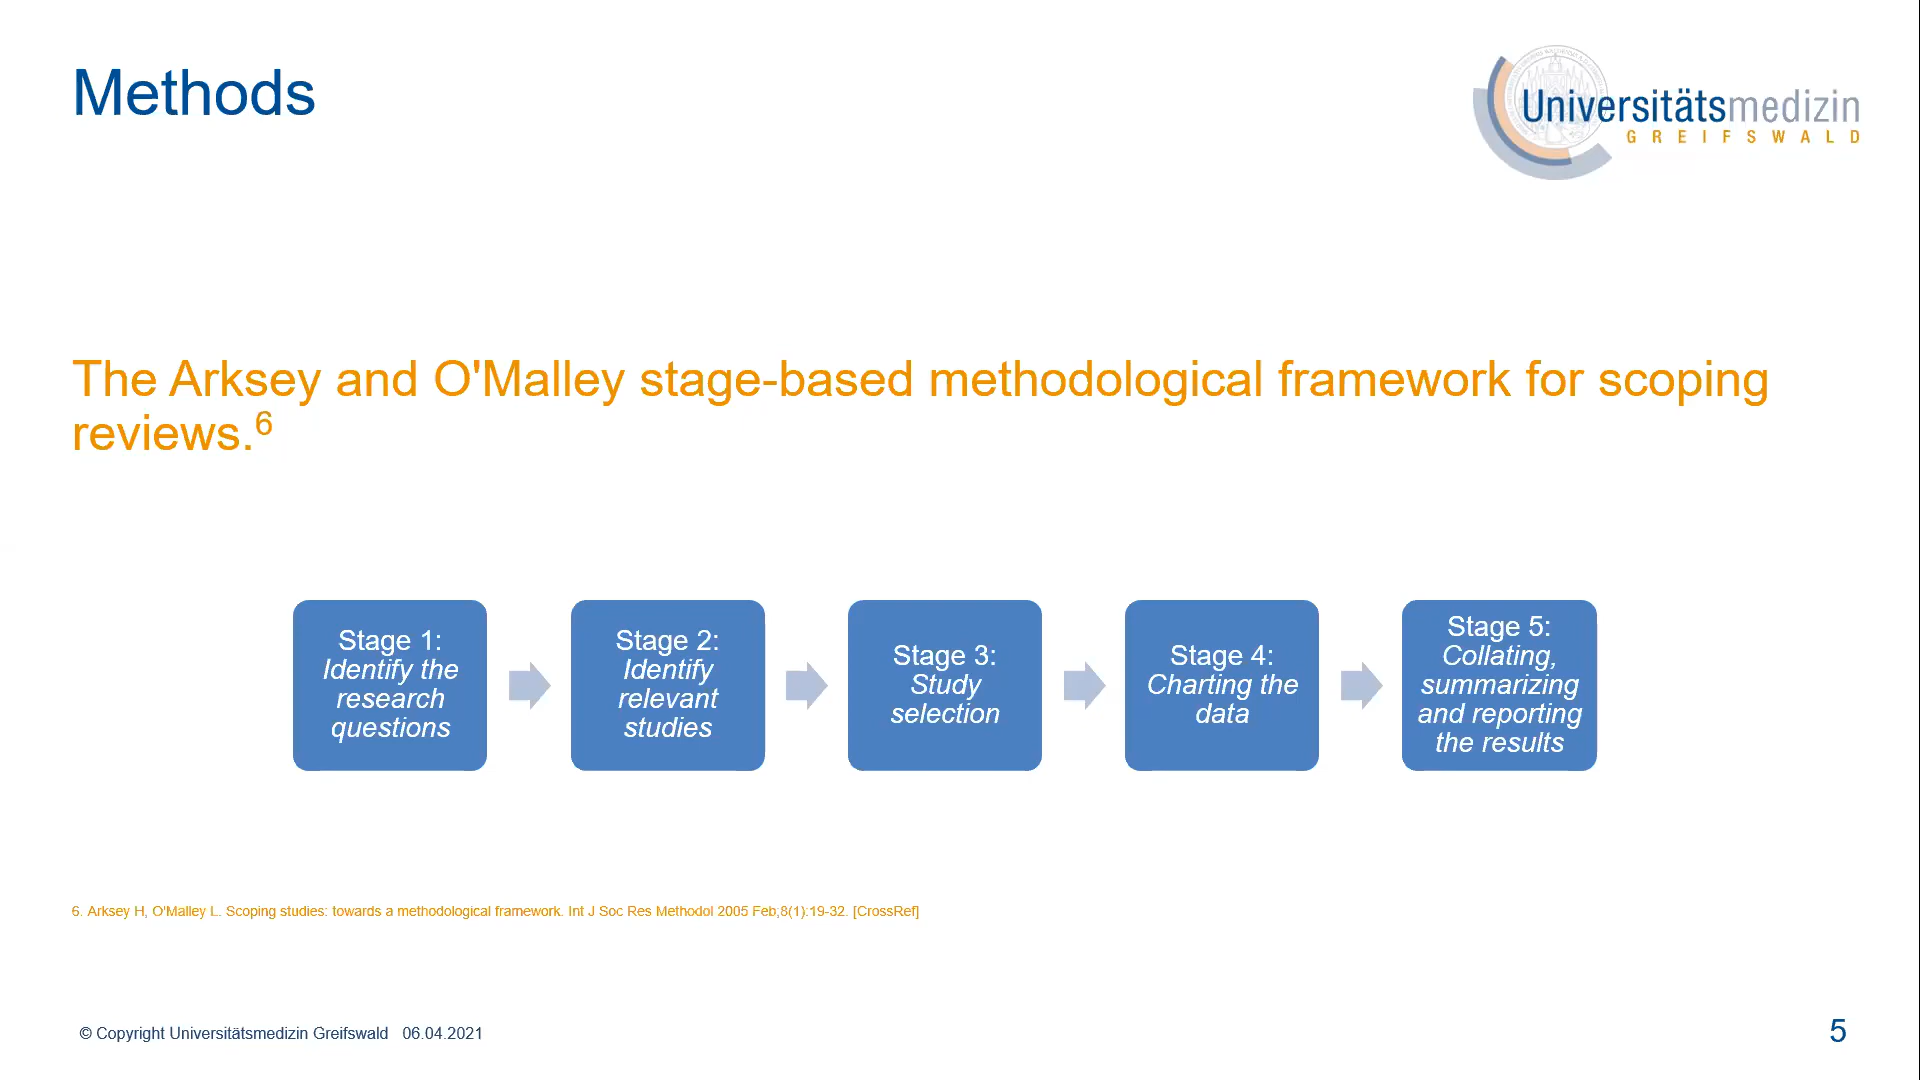 Methods
Universitätsmedizin
GREIFSWALD
The Arksey and O'Malley stage-based methodological framework for scoping
reviews.6
Stage 1:
Identify the
research
questions
Stage 2:
Identify
relevant
studies
Stage 3:
Study
selection
Stage 4:
Charting the
data
Stage 5:
Collating,
summarizing
and reporting
the results
6. Arksey H, O'Malley L. Scoping studies: towards a methodological framework. Int J Soc Res Methodol 2005 Feb;8(1):19-32. [CrossRef]
© Copyright Universitätsmedizin Greifswald 06.04.2021
5